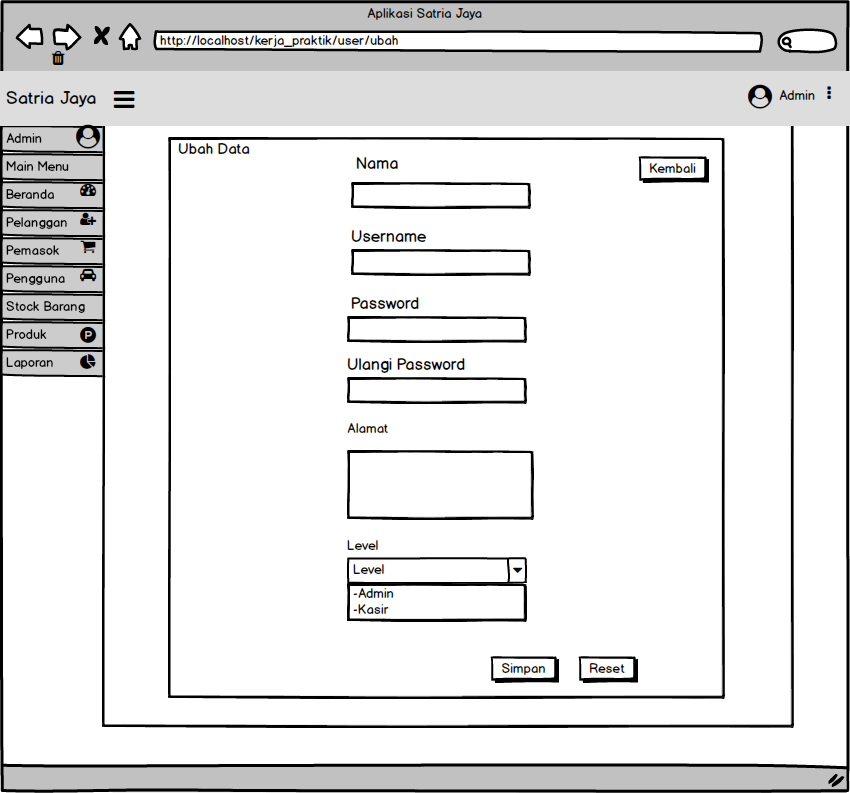 Aplikasi Satria Jaya
http://localhost/kerja_praktik/user/ubah
Satria Jaya
Admin
Admin
Main Menu
Beranda
Pelanggan
Pemasok
Pengguna
Stock Barang
Produk
P
Laporan
Ubah Data
Kembali
Nama
Username
Password
Ulangi Password
Alamat
Level
Level
-Admin
-Kasir
Simpan
Reset